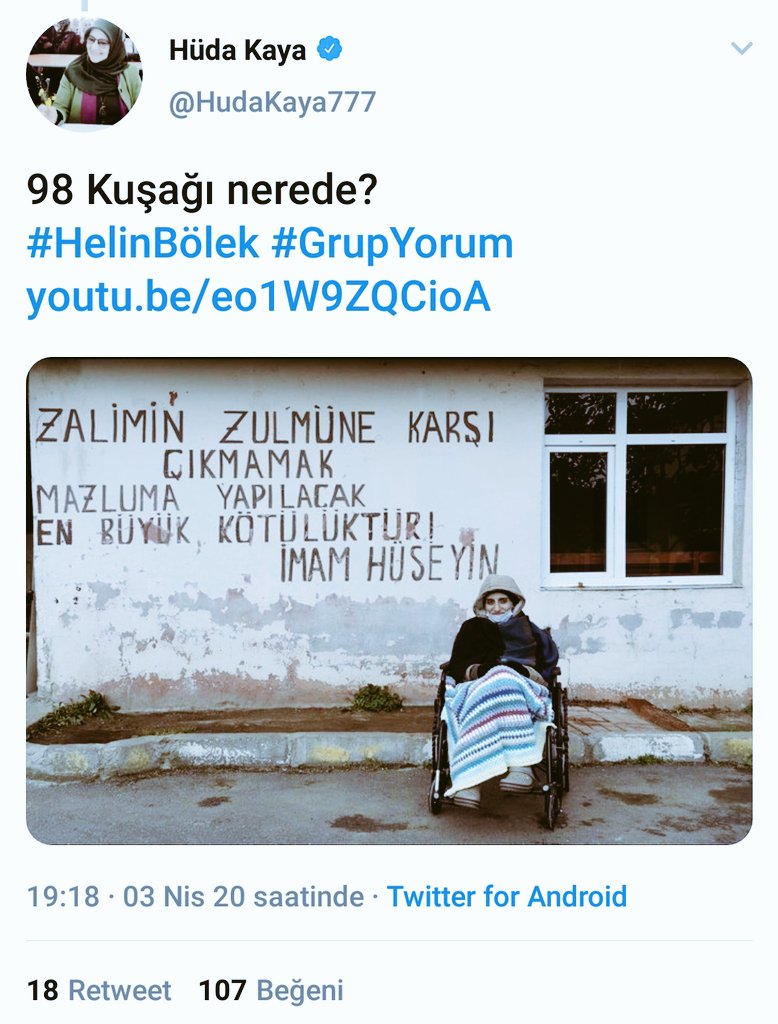 Hüda Kaya
@HudaKaya777
98 Kuşağı nerede?
#HelinBölek #GrupYorum
youtu.be/eo1W9ZQCioA
ZALİMİN ZULMÜNE KARŞI
ÇIKMAMAK
MAZLUMA YAPILACAK
EN BÜYÜK KÖTÜLÜKTÜR!
İMAM HÜSEYİN
19:18 · 03 Nis 20 saatinde · Twitter for Android
18 Retweet 107 Beğeni